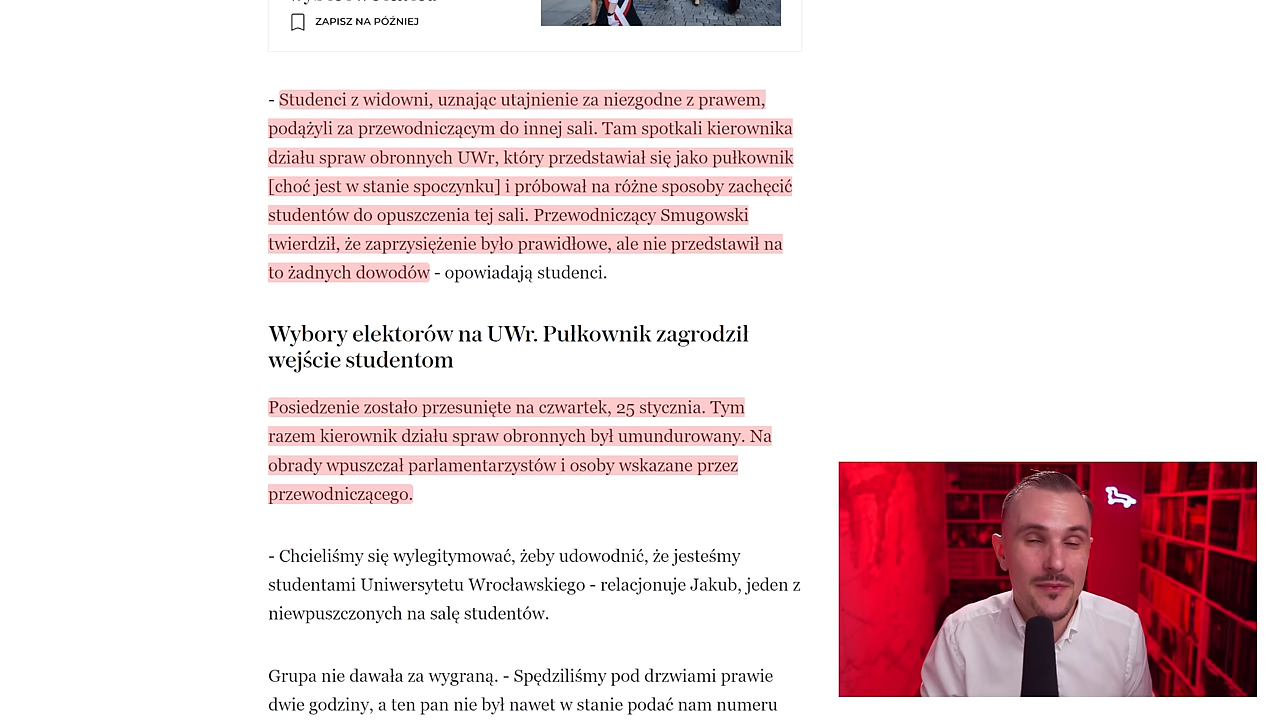 ZAPISZ NA PÓŹNIEJ
- Studenci z widowni, uznając utajnienie za niezgodne z prawem,
podążyli za przewodniczącym do innej sali. Tam spotkali kierownika
działu spraw obronnych UWr, który przedstawiał się jako pułkownik
[choć jest w stanie spoczynku] i próbował na różne sposoby zachęcić
studentów do opuszczenia tej sali. Przewodniczący Smugowski
twierdził, że zaprzysiężenie było prawidłowe, ale nie przedstawił na
to żadnych dowodów - opowiadają studenci.
Wybory elektorów na UWr. Pułkownik zagrodził
wejście studentom
Posiedzenie zostało przesunięte na czwartek, 25 stycznia. Tym
razem kierownik działu spraw obronnych był umundurowany. Na
obrady wpuszczał parlamentarzystów i osoby wskazane przez
przewodniczącego.
- Chcieliśmy się wylegitymować, żeby udowodnić, że jesteśmy
studentami Uniwersytetu Wrocławskiego - relacjonuje Jakub, jeden z
niewpuszczonych na salę studentów.
Grupa nie dawała za wygraną. - Spędziliśmy pod drzwiami prawie
dwie godziny, a ten pan nie był nawet w stanie podać nam numeru